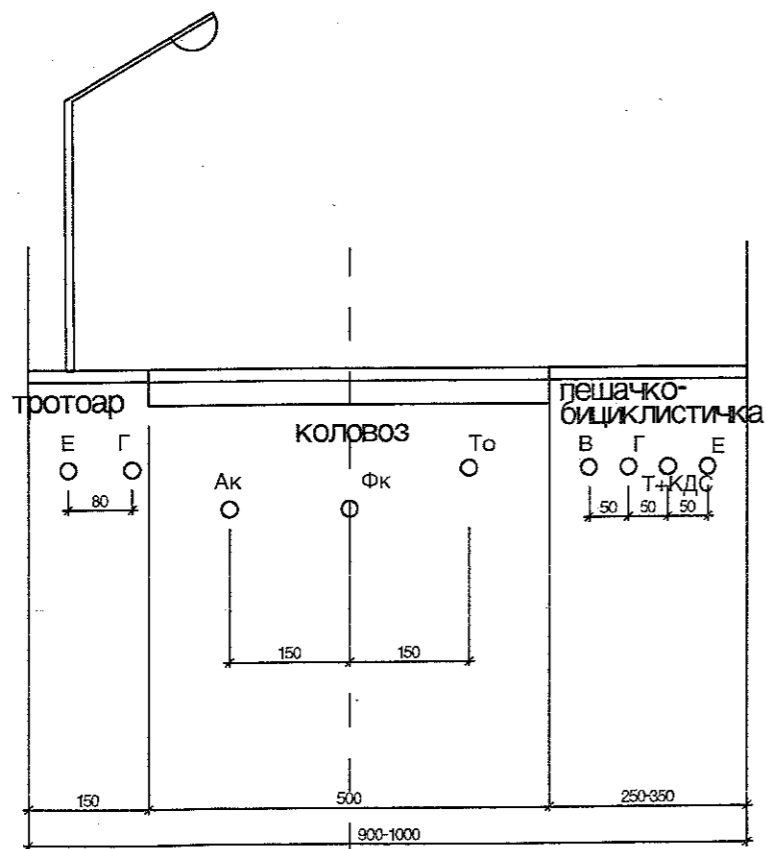 тротоар
пешачко-
бициклистичка
коловоз
Е Г
Ак Фк То
В Г Т+КДС Е
80
50 50 50
150 150
150 500 250-350
900-1000